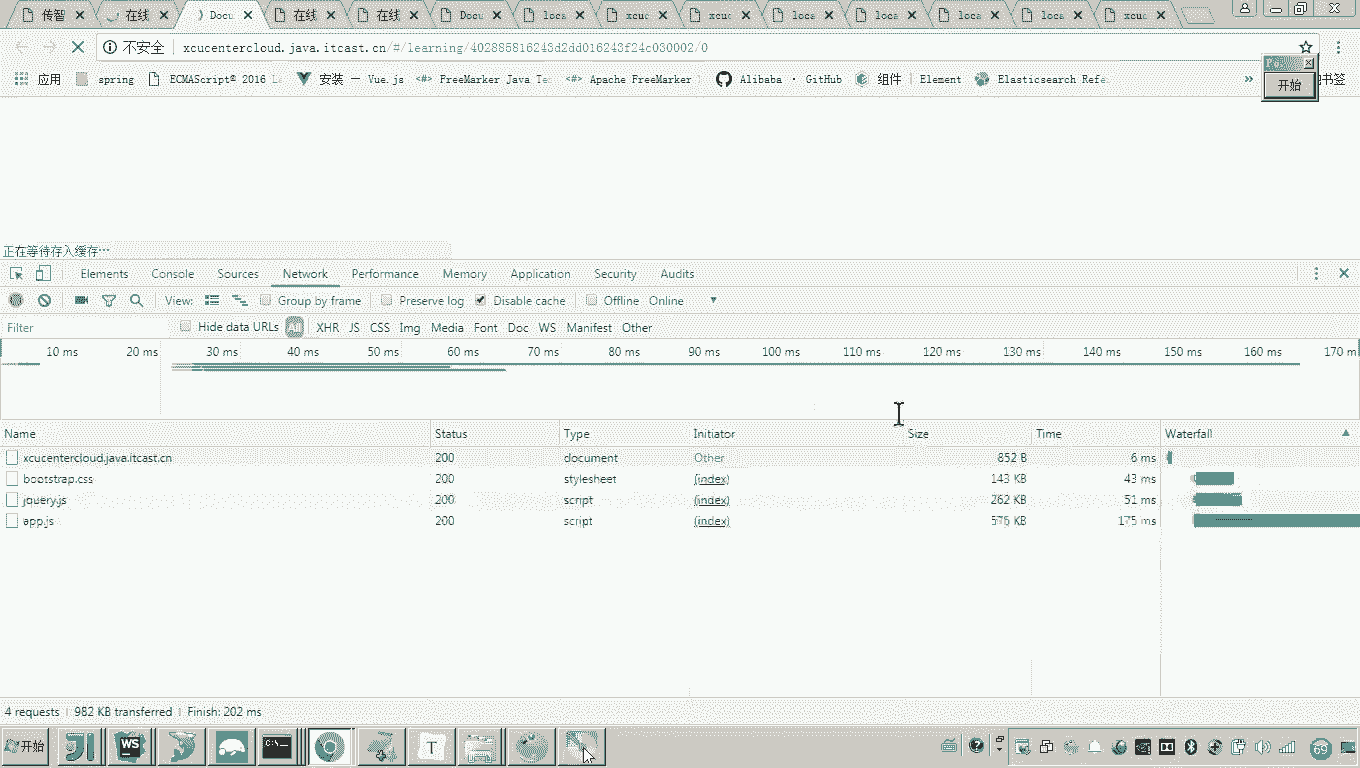 传智 在线 Docu 在线 在线 Docu loca xcuc xcuc loca loca loca loca xcuc
不安全 xcucentercloud.java.itcast.cn/#/learning/402885816243d2dd016243f24c030002/0
应用 spring ECMAScript® 2016 安装 — Vue.js FreeMarker Java Te Apache FreeMarker Alibaba · GitHub 组件 | Element Elasticsearch Refe » 书签
开始
正在等待存入缓存…
Elements Console Sources Network Performance Memory Application Security Audits
View: Group by frame Preserve log Disable cache Offline Online
Filter Hide data URLs All XHR JS CSS Img Media Font Doc WS Manifest Other
10 ms 20 ms 30 ms 40 ms 50 ms 60 ms 70 ms 80 ms 90 ms 100 ms 110 ms 120 ms 130 ms 140 ms 150 ms 160 ms 170 m
Name Status Type Initiator Size Time Waterfall
xcucentercloud.java.itcast.cn 200 document Other 852 B 6 ms
bootstrap.css 200 stylesheet (index) 143 KB 43 ms
jquery.js 200 script (index) 262 KB 51 ms
app.js 200 script (index) 576 KB 175 ms
4 requests | 982 KB transferred | Finish: 202 ms
开始 JI WS C:\ T 69